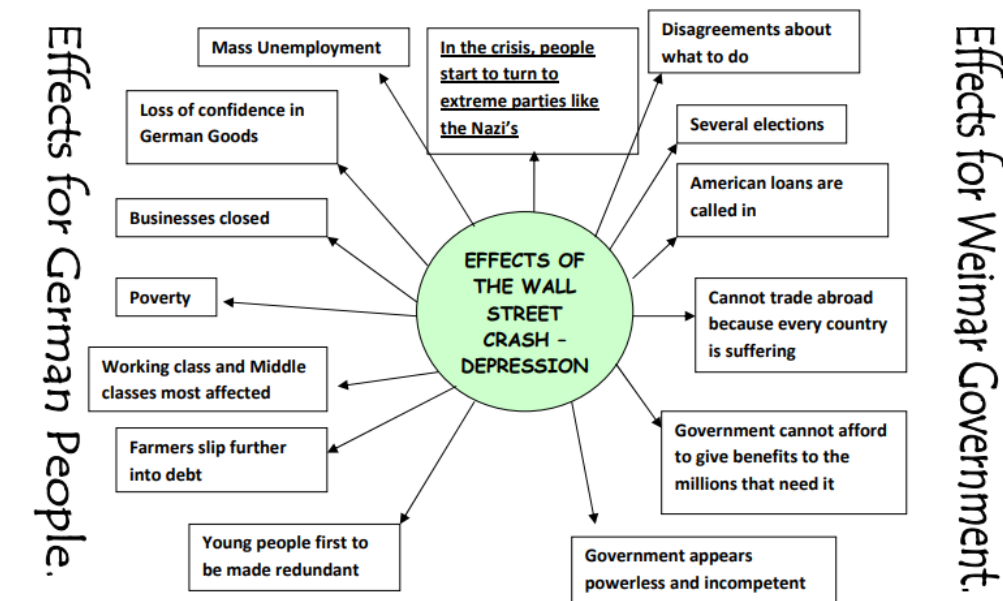 Effects for German People.
Mass Unemployment
Loss of confidence in
German Goods
Businesses closed
Poverty
Working class and Middle
classes most affected
Farmers slip further
into debt
Young people first to
be made redundant
In the crisis, people
start to turn to
extreme parties like
the Nazi's
EFFECTS OF
THE WALL
STREET
CRASH –
DEPRESSION
Disagreements about
what to do
Several elections
American loans are
called in
Cannot trade abroad
because every country
is suffering
Government cannot afford
to give benefits to the
millions that need it
Government appears
powerless and incompetent
Effects for Weimar Government.